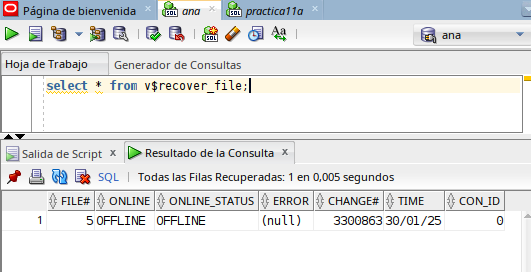 Página de bienvenida ana practica11a
SQL Aa ana
Hoja de Trabajo Generador de Consultas
select * from v$recover_file;
Salida de Script x Resultado de la Consulta x
SQL | Todas las Filas Recuperadas: 1 en 0,005 segundos
FILE# ONLINE ONLINE_STATUS ERROR CHANGE# TIME CON_ID
1 5 OFFLINE OFFLINE (null) 3300863 30/01/25 0